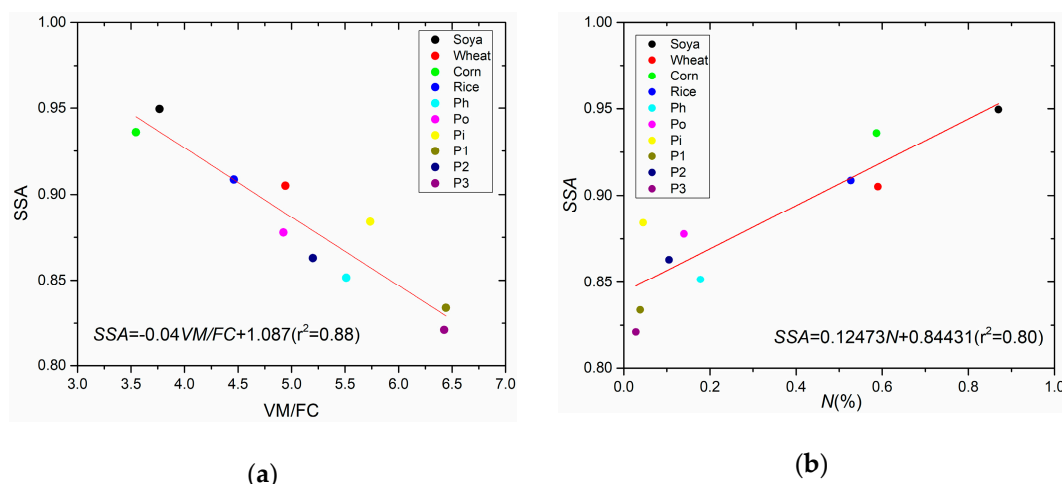 1.00
0.95
0.90
0.85
0.80
SSA
Soya
Wheat
Corn
Rice
Ph
Po
Pi
P1
P2
P3
SSA=-0.04VM/FC+1.087(r²=0.88)
3.0 3.5 4.0 4.5 5.0 5.5 6.0 6.5 7.0
VM/FC
(a)
1.00
0.95
0.90
0.85
0.80
SSA
Soya
Wheat
Corn
Rice
Ph
Po
Pi
P1
P2
P3
SSA=0.12473N+0.84431(r²=0.80)
0.0 0.2 0.4 0.6 0.8 1.0
N(%)
(b)